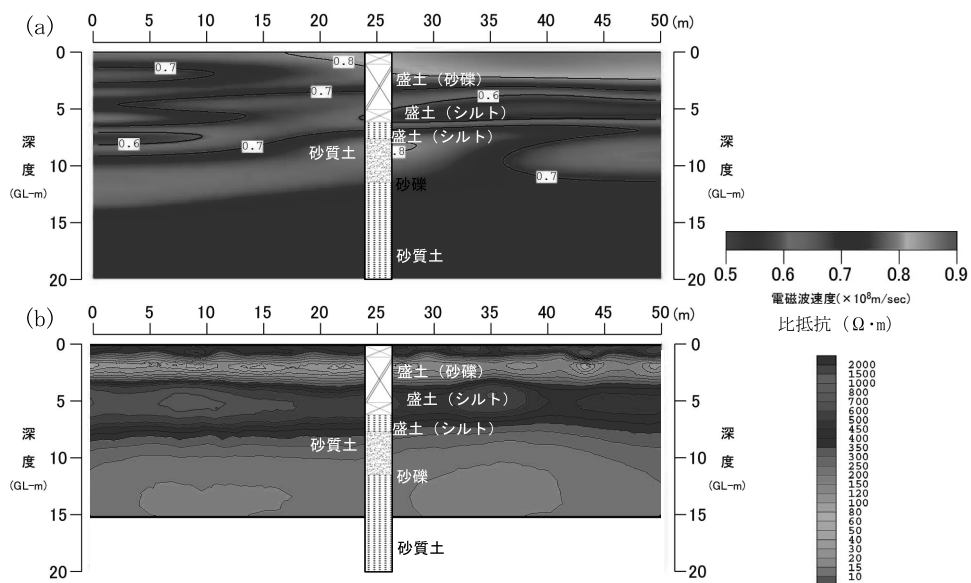 (a)
0 5 10 15 20 25 30 35 40 45 50 (m)
0
5
10
15
20
深
度
(GL-m)
0
5
10
15
20
深
度
(GL-m)
0.7
0.8
0.7
0.6
0.6
0.7
.8
0.7
盛土（砂礫）
盛土（シルト）
盛土（シルト）
砂質土
砂礫
砂質土
0.5 0.6 0.7 0.8 0.9
電磁波速度(×10⁸m/sec)
(b)
0 5 10 15 20 25 30 35 40 45 50 (m)
0
5
10
15
20
深
度
(GL-m)
0
5
10
15
20
深
度
(GL-m)
盛土（砂礫）
盛土（シルト）
盛土（シルト）
砂質土
砂礫
砂質土
比抵抗（Ω･m）
2000
1500
1000
800
700
600
500
450
400
350
300
250
200
150
120
100
80
60
50
40
30
20
15
10